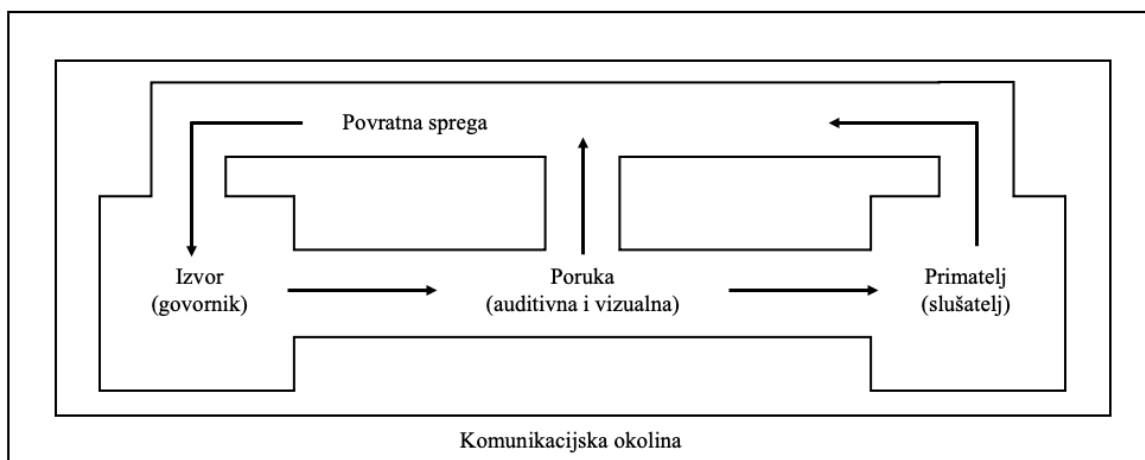 Povratna sprega
Izvor
(govornik)
Poruka
(auditivna i vizualna)
Primatelj
(slušatelj)
Komunikacijska okolina